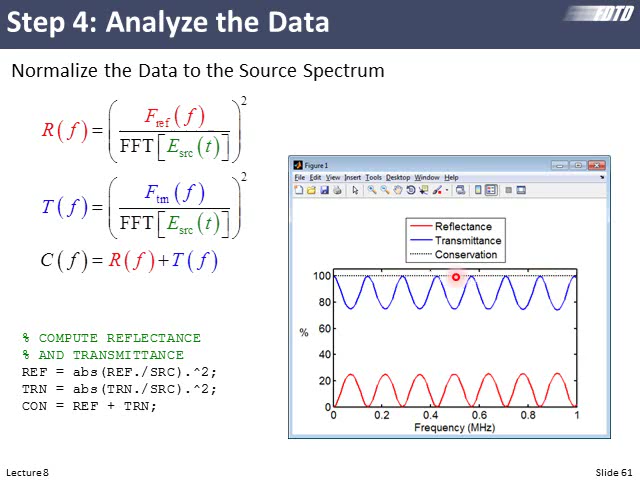 Step 4: Analyze the Data
FDTD
Normalize the Data to the Source Spectrum
R(f) = (F_ref(f) / FFT[E_src(t)])^2
T(f) = (F_trn(f) / FFT[E_src(t)])^2
C(f) = R(f)+T(f)
% COMPUTE REFLECTANCE
% AND TRANSMITTANCE
REF = abs(REF./SRC).^2;
TRN = abs(TRN./SRC).^2;
CON = REF + TRN;
Figure 1
File Edit View Insert Tools Desktop Window Help
Reflectance
Transmittance
Conservation
100
80
60
%
40
20
0
0 0.2 0.4 0.6 0.8 1
Frequency (MHz)
Lecture 8
Slide 61